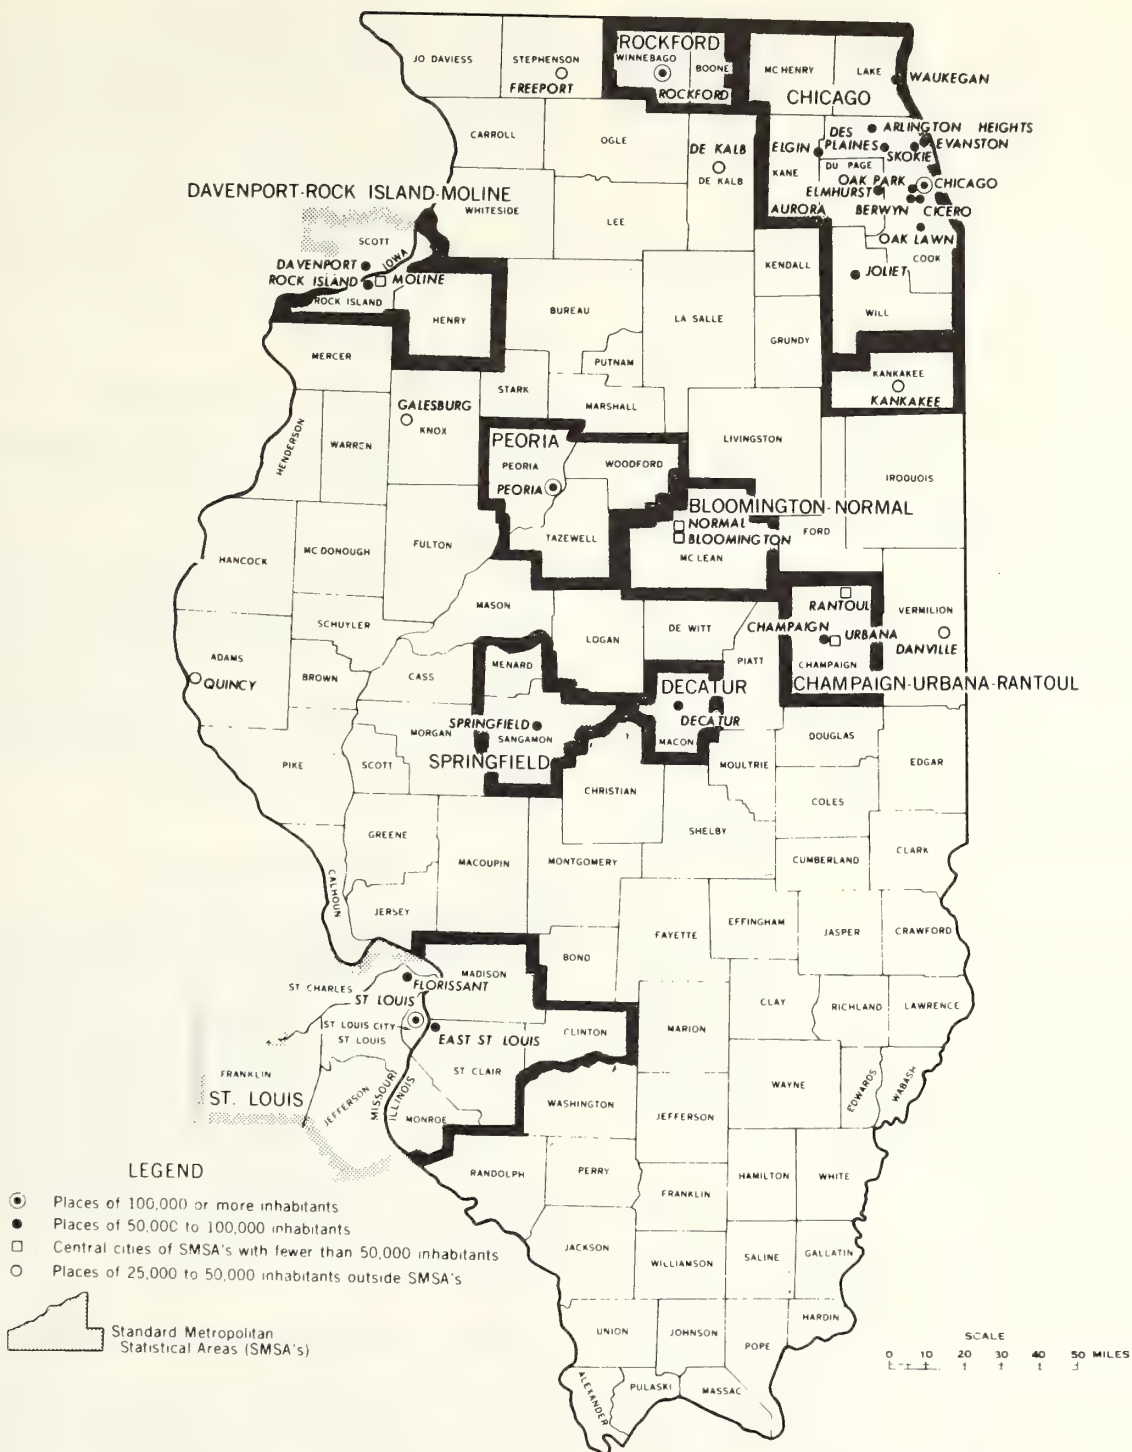 ROCKFORD
JO DAVIESS
STEPHENSON
FREEPORT
WINNEBAGO
BOONE
ROCKFORD
MC HENRY
LAKE
WAUKEGAN
CHICAGO
CARROLL
OGLE
DE KALB
DE KALB
ELGIN
KANE
DES
PLAINES
ARLINGTON HEIGHTS
EVANSTON
SKOKIE
DU PAGE
OAK PARK
CHICAGO
ELMHURST
AURORA
BERWYN
CICERO
OAK LAWN
COOK
DAVENPORT-ROCK ISLAND-MOLINE
WHITESIDE
LEE
SCOTT
IOWA
DAVENPORT
ROCK ISLAND
MOLINE
ROCK ISLAND
HENRY
BUREAU
LA SALLE
KENDALL
JOLIET
WILL
GRUNDY
MERCER
PUTNAM
STARK
MARSHALL
KANKAKEE
KANKAKEE
GALESBURG
KNOX
HENDERSON
WARREN
PEORIA
PEORIA
PEORIA
WOODFORD
LIVINGSTON
IROQUOIS
BLOOMINGTON-NORMAL
NORMAL
BLOOMINGTON
MC LEAN
FORD
TAZEWELL
FULTON
HANCOCK
MC DONOUGH
MASON
SCHUYLER
LOGAN
DE WITT
RANTOUL
CHAMPAIGN
URBANA
CHAMPAIGN
VERMILION
DANVILLE
CHAMPAIGN-URBANA-RANTOUL
ADAMS
QUINCY
BROWN
CASS
MENARD
PIATT
DECATUR
DECATUR
MACON
SPRINGFIELD
SANGAMON
SPRINGFIELD
MORGAN
SCOTT
PIKE
CHRISTIAN
MOULTRIE
DOUGLAS
EDGAR
COLES
SHELBY
GREENE
MACOUPIN
MONTGOMERY
CUMBERLAND
CLARK
CALHOUN
JERSEY
FAYETTE
EFFINGHAM
JASPER
CRAWFORD
MADISON
BOND
ST CHARLES
FLORISSANT
ST LOUIS
ST LOUIS CITY
ST LOUIS
EAST ST LOUIS
CLINTON
MARION
CLAY
RICHLAND
LAWRENCE
FRANKLIN
ST. LOUIS
JEFFERSON
MISSOURI
ILLINOIS
ST CLAIR
MONROE
WASHINGTON
JEFFERSON
WAYNE
EDWARDS
WABASH
RANDOLPH
PERRY
HAMILTON
WHITE
FRANKLIN
JACKSON
WILLIAMSON
SALINE
GALLATIN
UNION
JOHNSON
POPE
HARDIN
ALEXANDER
PULASKI
MASSAC
LEGEND
Places of 100,000 or more inhabitants
Places of 50,000 to 100,000 inhabitants
Central cities of SMSA's with fewer than 50,000 inhabitants
Places of 25,000 to 50,000 inhabitants outside SMSA's
Standard Metropolitan
Statistical Areas (SMSA's)
SCALE
0 10 20 30 40 50 MILES